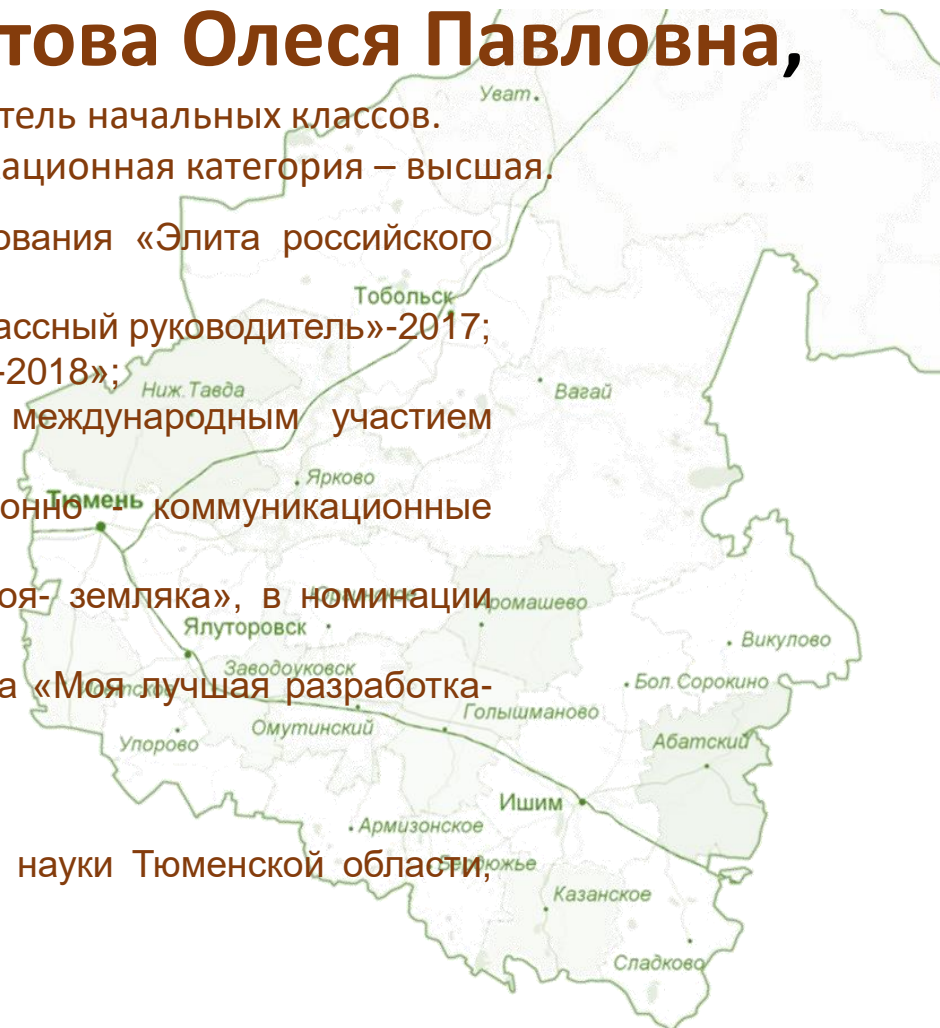 това Олеся Павловна,
Уват
тель начальных классов.
ационная категория – высшая.
ования «Элита российского
Тобольск
ассный руководитель»-2017;
-2018»;
Ниж.Тавда
Вагай
международным участием
Ярково
Тюмень
онно - коммуникационные
оя- земляка», в номинации
Аромашево
Ялуторовск
Викулово
Заводоуковск
Бол.Сорокино
а «Моя лучшая разработка-
Голышманово
Омутинский
Упорово
Абатский
Ишим
Армизонское
науки Тюменской области,
Бердюжье
Казанское
Сладково